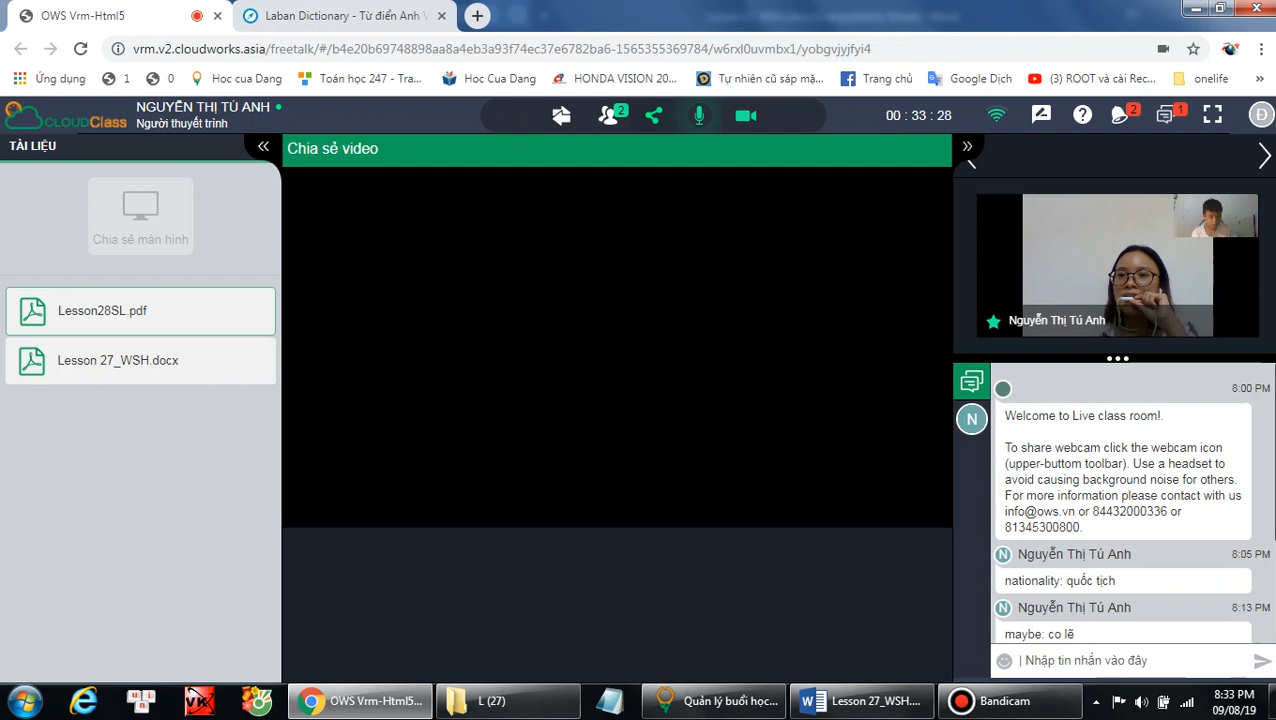 OWS Vrm-Html5
Laban Dictionary - Từ điển Anh V
vrm.v2.cloudworks.asia/freetalk/#/b4e20b69748898aa8a4eb3a93f74ec37e6782ba6-1565355369784/w6rxl0uvmbx1/yobgvjyjfyi4
Ứng dụng
1
0
Hoc cua Dang
Toán học 247 - Tra...
Học Cua Dang
HONDA VISION 20...
Tự nhiên cũ sáp mặ...
Trang chủ
Google Dịch
(3) ROOT và cài Rec...
onelife
»
CLOUDClass
NGUYỄN THỊ TÚ ANH
Người thuyết trình
2
00 : 33 : 28
2
1
Đ
TÀI LIỆU
Chia sẻ video
Chia sẻ màn hình
Lesson28SL.pdf
Lesson 27_WSH.docx
Nguyễn Thị Tú Anh
8:00 PM
N
Welcome to Live class room!.
To share webcam click the webcam icon
(upper-buttom toolbar). Use a headset to
avoid causing background noise for others.
For more information please contact with us
info@ows.vn or 84432000336 or
81345300800.
N Nguyễn Thị Tú Anh 8:05 PM
nationality: quốc tịch
N Nguyễn Thị Tú Anh 8:13 PM
maybe: co lẽ
Nhập tin nhắn vào đây
OWS Vrm-Html5...
L (27)
Quản lý buổi học...
Lesson 27_WSH....
Bandicam
8:33 PM
09/08/19